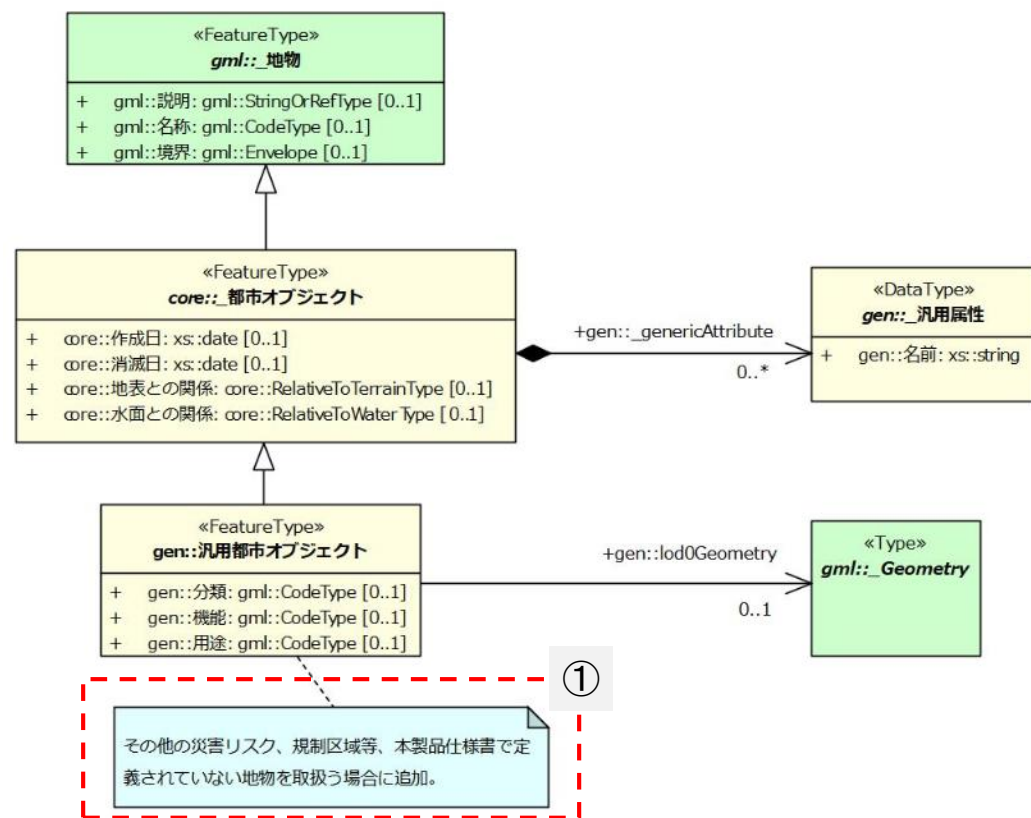 «FeatureType»
gml::_地物
+ gml::説明: gml::StringOrRefType [0..1]
+ gml::名称: gml::CodeType [0..1]
+ gml::境界: gml::Envelope [0..1]
«FeatureType»
core::_都市オブジェクト
+ core::作成日: xs::date [0..1]
+ core::消滅日: xs::date [0..1]
+ core::地表との関係: core::RelativeToTerrainType [0..1]
+ core::水面との関係: core::RelativeToWaterType [0..1]
+gen::_genericAttribute
0..*
«DataType»
gen::_汎用属性
+ gen::名前: xs::string
«FeatureType»
gen::汎用都市オブジェクト
+ gen::分類: gml::CodeType [0..1]
+ gen::機能: gml::CodeType [0..1]
+ gen::用途: gml::CodeType [0..1]
+gen::lod0Geometry
0..1
«Type»
gml::_Geometry
①
その他の災害リスク、規制区域等、本製品仕様書で定
義されていない地物を取扱う場合に追加。